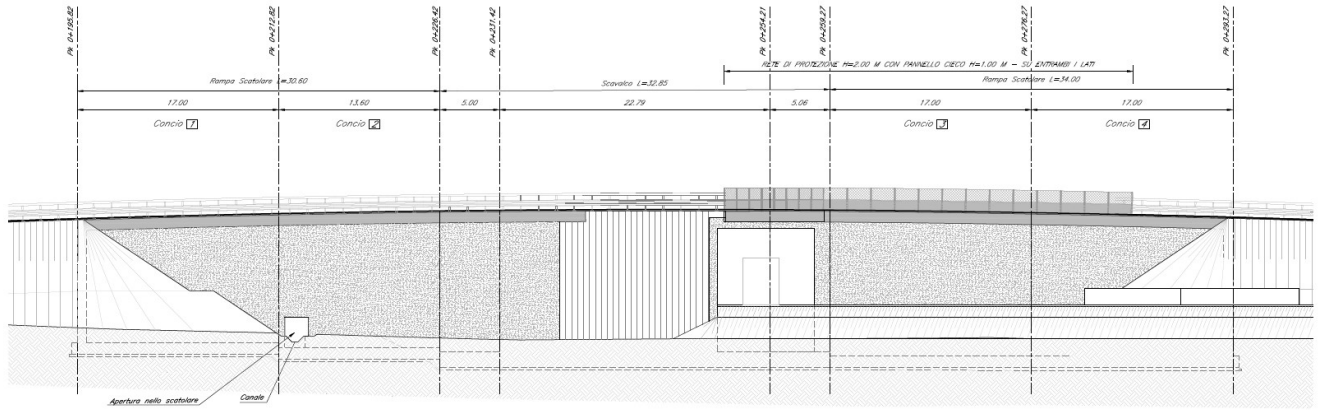 Pk 0+195.82
Pk 0+212.82
Pk 0+226.42
Pk 0+231.42
Pk 0+254.21
Pk 0+259.27
Pk 0+276.27
Pk 0+293.27
RETE DI PROTEZIONE H=2.00 M CON PANNELLO CIECO H=1.00 M - SU ENTRAMBI I LATI
Rampa Scatolare L=30.60
Scavalco L=32.85
Rampa Scatolare L=34.00
17.00
13.60
5.00
22.79
5.06
17.00
17.00
Concio 1
Concio 2
Concio 3
Concio 4
Apertura nello scatolare
Canale